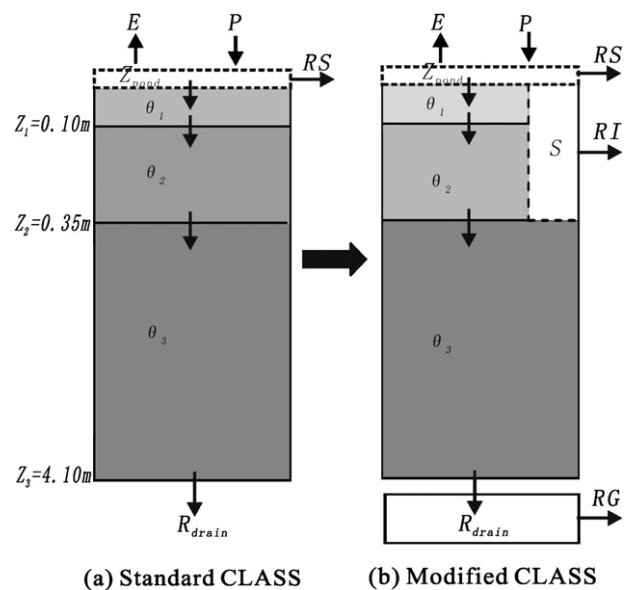 E
P
Z_pond
RS
θ_1
Z_1=0.10m
θ_2
Z_2=0.35m
θ_3
Z_3=4.10m
R_drain
(a) Standard CLASS
E
P
Z_pond
RS
θ_1
S
RI
θ_2
θ_3
R_drain
RG
(b) Modified CLASS